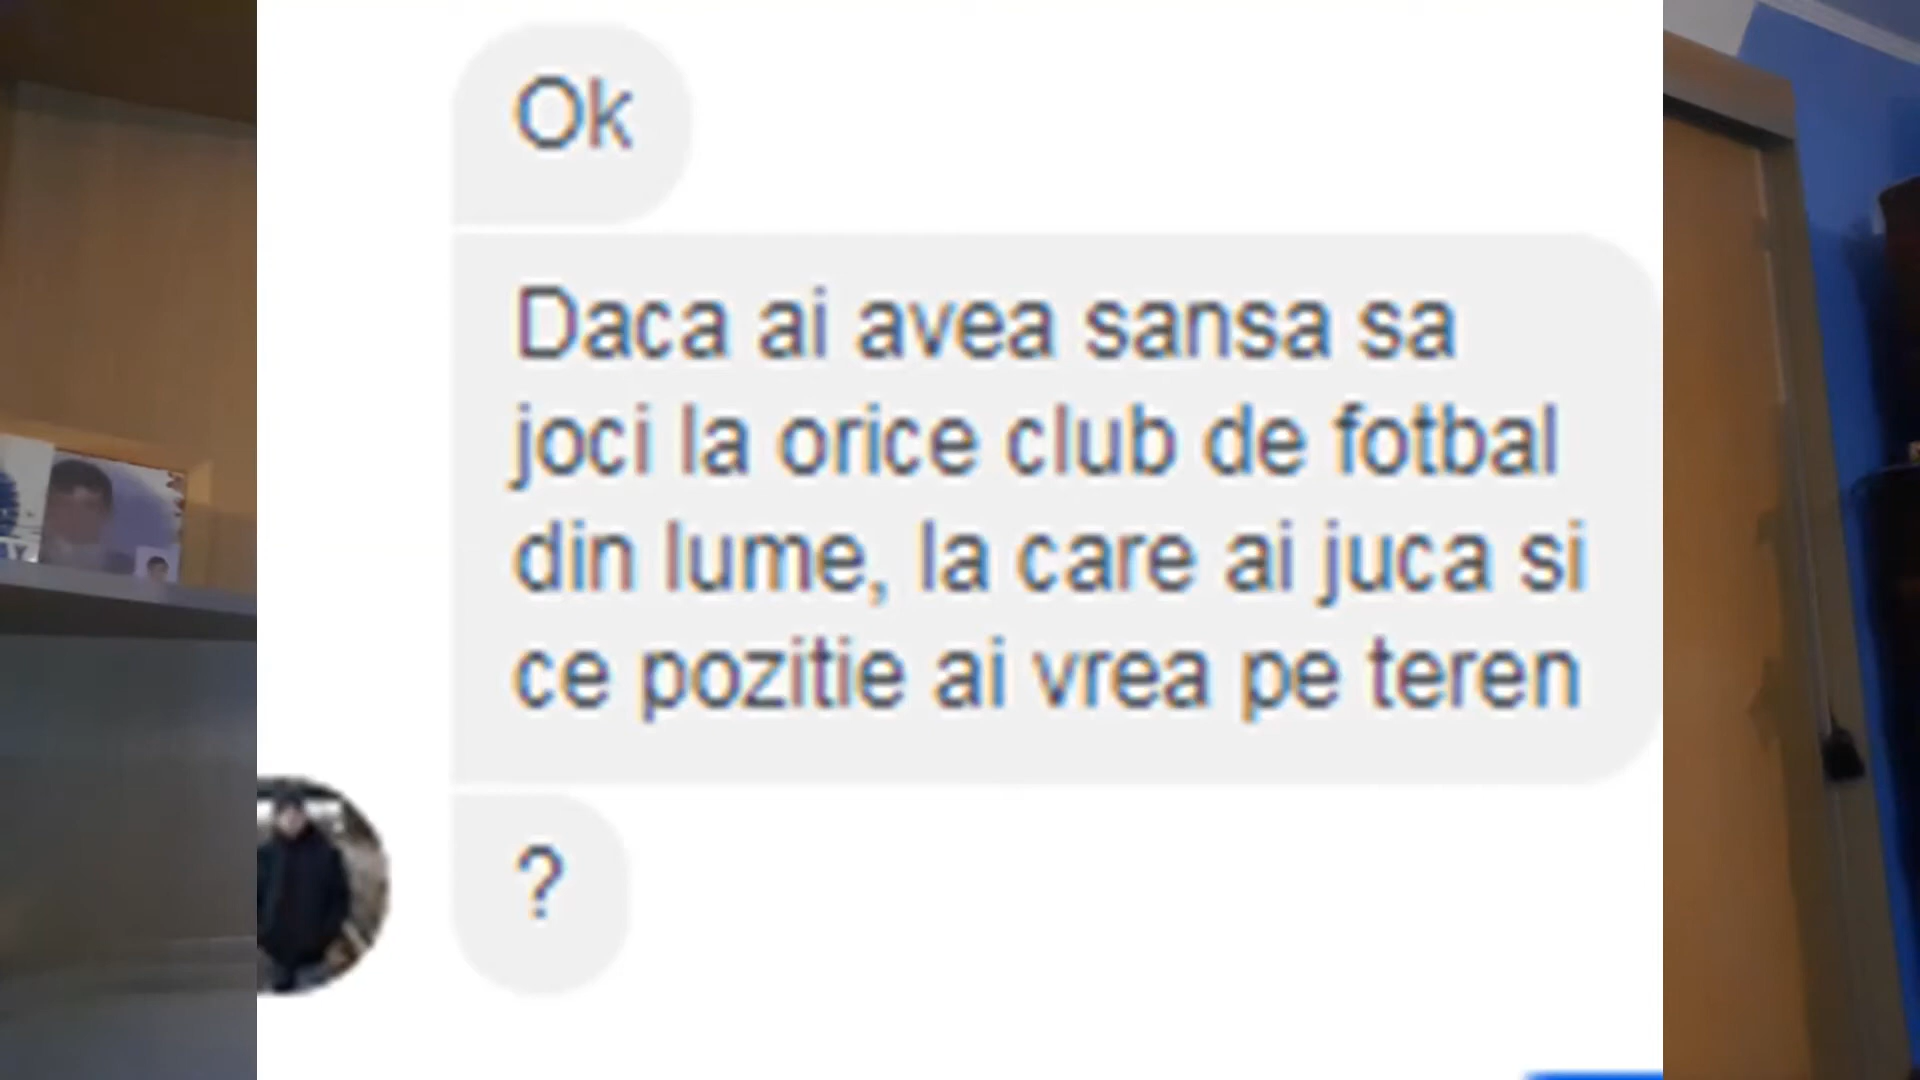 Ok
Daca ai avea sansa sa
joci la orice club de fotbal
din lume, la care ai juca si
ce pozitie ai vrea pe teren
?